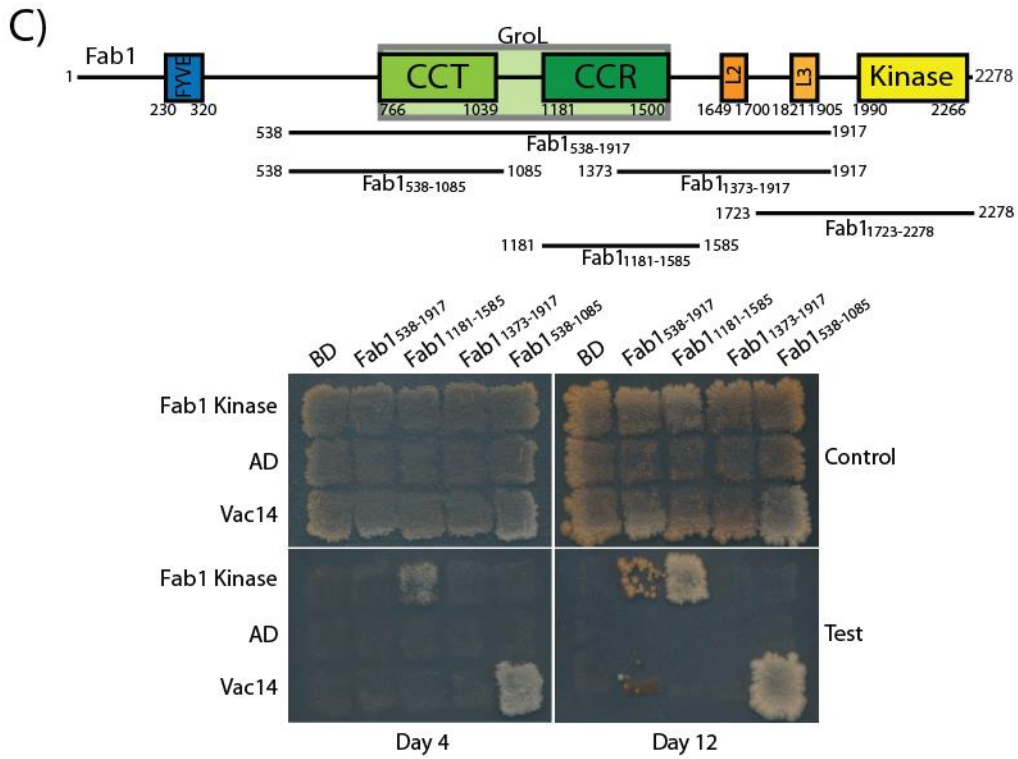 C)
Fab1
GroL
1 FYVE CCT CCR L2 L3 Kinase 2278
230 320 766 1039 1181 1500 1649 1700 1821 1905 1990 2266
538 1917
Fab1538-1917
538 1085 1373 1917
Fab1538-1085 Fab11373-1917
1723 2278
Fab11723-2278
1181 1585
Fab11181-1585
BD Fab1538-1917 Fab11181-1585 Fab11373-1917 Fab1538-1085 BD Fab1538-1917 Fab11181-1585 Fab11373-1917 Fab1538-1085
Fab1 Kinase
AD Control
Vac14
Fab1 Kinase
AD Test
Vac14
Day 4 Day 12